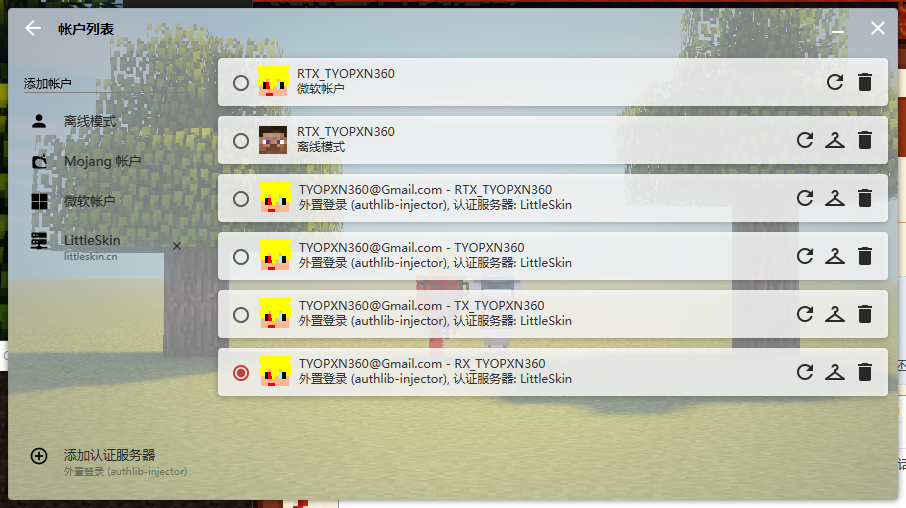 帐户列表
添加帐户
离线模式
Mojang 帐户
微软帐户
LittleSkin
littleskin.cn
RTX_TYOPXN360
微软帐户
RTX_TYOPXN360
离线模式
TYOPXN360@Gmail.com - RTX_TYOPXN360
外置登录 (authlib-injector), 认证服务器: LittleSkin
TYOPXN360@Gmail.com - TYOPXN360
外置登录 (authlib-injector), 认证服务器: LittleSkin
TYOPXN360@Gmail.com - TX_TYOPXN360
外置登录 (authlib-injector), 认证服务器: LittleSkin
TYOPXN360@Gmail.com - RX_TYOPXN360
外置登录 (authlib-injector), 认证服务器: LittleSkin
添加认证服务器
外置登录 (authlib-injector)
还
话